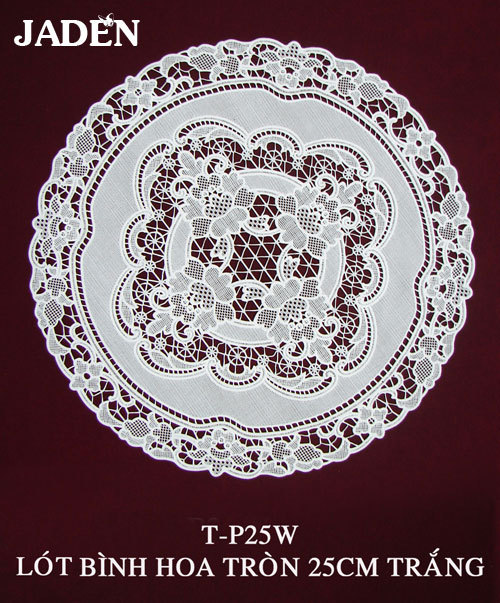 JADEN
T-P25W
LÓT BÌNH HOA TRÒN 25CM TRẮNG